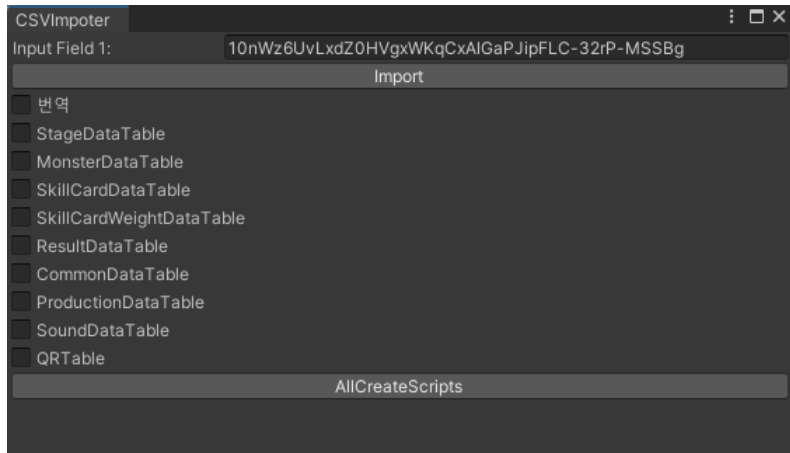 CSVImpoter
Input Field 1: 10nWz6UvLxdZ0HVgxWKqCxAlGaPJipFLC-32rP-MSSBg
Import
번역
StageDataTable
MonsterDataTable
SkillCardDataTable
SkillCardWeightDataTable
ResultDataTable
CommonDataTable
ProductionDataTable
SoundDataTable
QRTable
AllCreateScripts